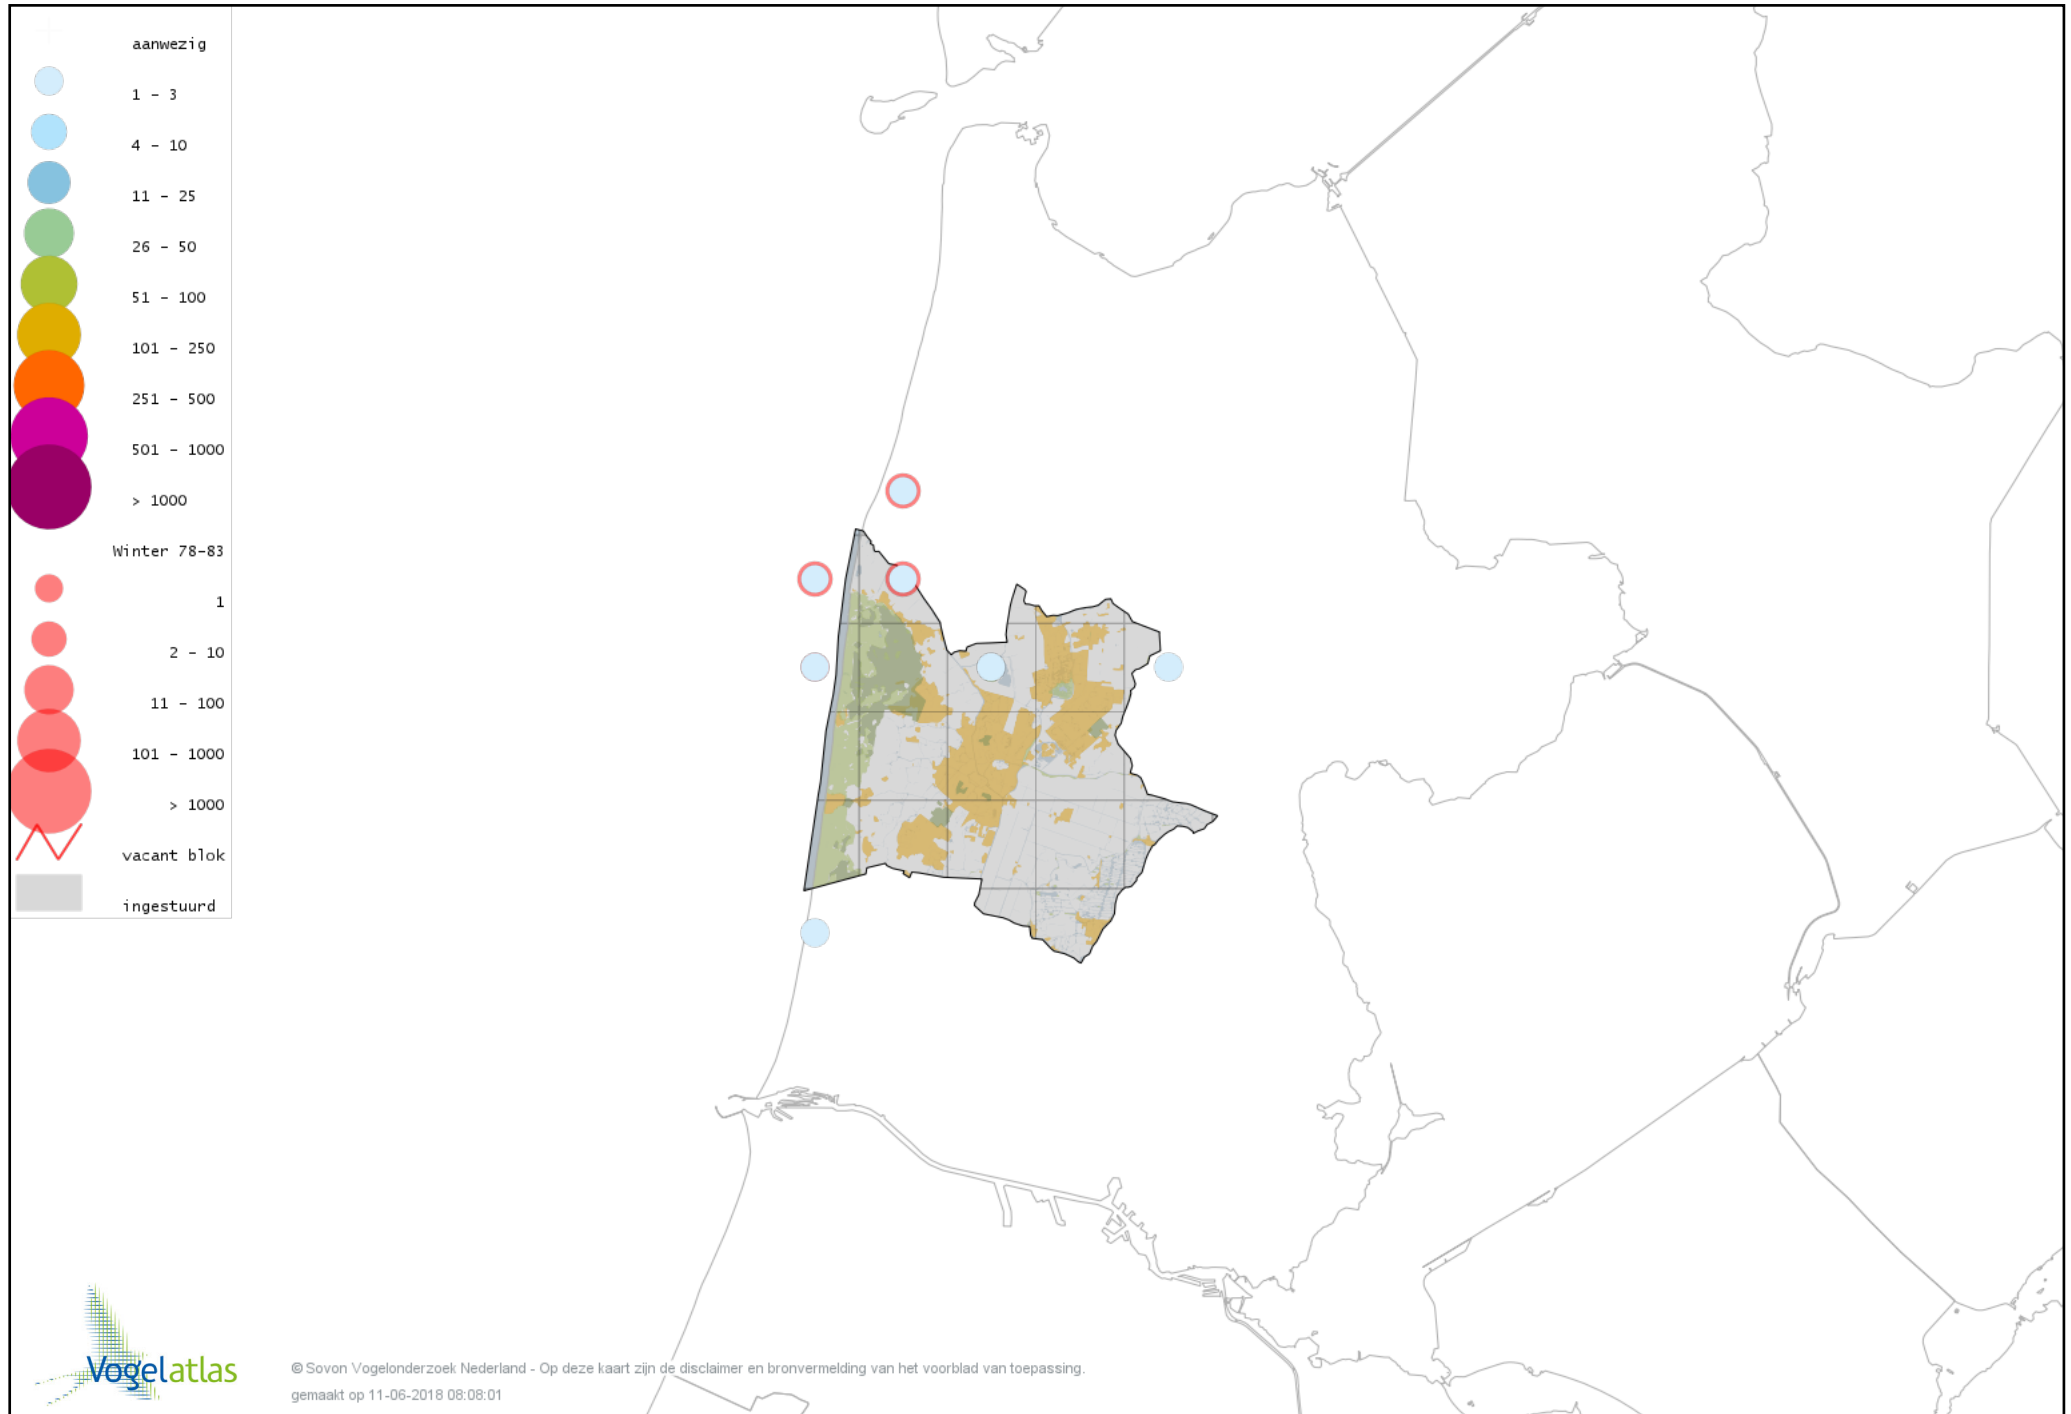 aanwezig
1 - 3
4 - 10
11 - 25
26 - 50
51 - 100
101 - 250
251 - 500
501 - 1000
> 1000
Winter 78-83
1
2 - 10
11 - 100
101 - 1000
> 1000
vacant blok
ingestuurd
Vogelatlas
© Sovon Vogelonderzoek Nederland - Op deze kaart zijn de disclaimer en bronvermelding van het voorblad van toepassing.
gemaakt op 11-06-2018 08:08:01